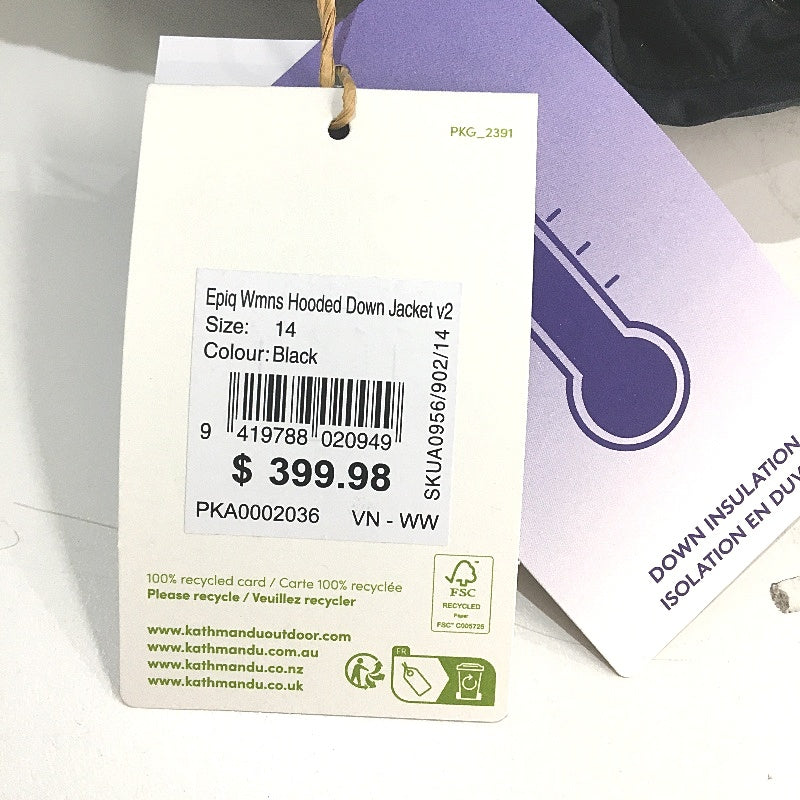 PKG_2391
Epiq Wmns Hooded Down Jacket v2
Size: 14
Colour: Black
SKUA0956/902/14
9 419788 020949
$ 399.98
PKA0002036 VN - WW
100% recycled card / Carte 100% recyclée
Please recycle / Veuillez recycler
www.kathmanduoutdoor.com
www.kathmandu.com.au
www.kathmandu.co.nz
www.kathmandu.co.uk
FSC
RECYCLED
Paper
FSC™ C005725
FR
DOWN INSULATION
ISOLATION EN DUV